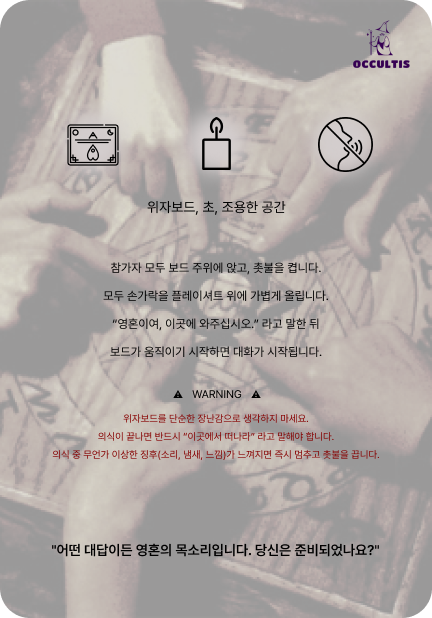 OCCULTIS
위자보드, 초, 조용한 공간
참가자 모두 보드 주위에 앉고, 촛불을 켭니다.
모두 손가락을 플레이셔트 위에 가볍게 올립니다.
“영혼이여, 이곳에 와주십시오.” 라고 말한 뒤
보드가 움직이기 시작하면 대화가 시작됩니다.
⚠ WARNING ⚠
위자보드를 단순한 장난감으로 생각하지 마세요.
의식이 끝나면 반드시 “이곳에서 떠나라” 라고 말해야 합니다.
의식 중 무언가 이상한 징후(소리, 냄새, 느낌)가 느껴지면 즉시 멈추고 촛불을 끕니다.
"어떤 대답이든 영혼의 목소리입니다. 당신은 준비되었나요?"